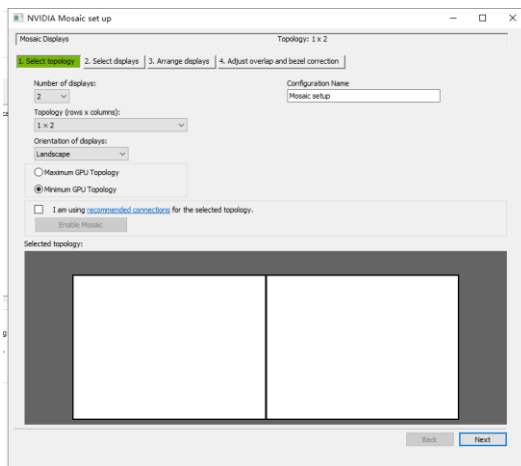 NVIDIA Mosaic set up
Mosaic Displays Topology: 1 x 2
1. Select topology 2. Select displays 3. Arrange displays 4. Adjust overlap and bezel correction
Number of displays: Configuration Name
2 Mosaic setup
Topology (rows x columns):
1 × 2
Orientation of displays:
Landscape
Maximum GPU Topology
Minimum GPU Topology
I am using recommended connections for the selected topology.
Enable Mosaic
Selected topology:
Back Next